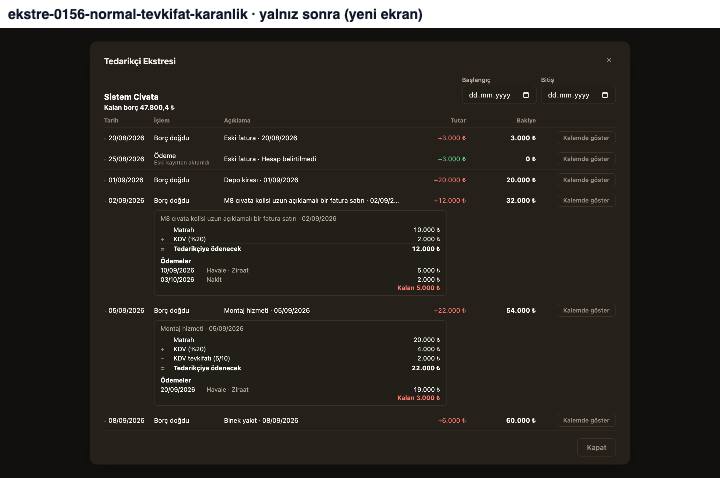 ekstre-0156-normal-tevkifat-karanlik · yalnız sonra (yeni ekran)
Tedarikçi Ekstresi ×
Başlangıç Bitiş
Sistem Civata dd.mm.yyyy dd.mm.yyyy
Kalan borç 47.800,4 ₺
Tarih İşlem Açıklama Tutar Bakiye
20/08/2026 Borç doğdu Eski fatura · 20/08/2026 +3.000 ₺ 3.000 ₺ Kalemde göster
25/08/2026 Ödeme Eski fatura · Hesap belirtilmedi −3.000 ₺ 0 ₺ Kalemde göster
Eski kayıttan aktarıldı
01/09/2026 Borç doğdu Depo kirası · 01/09/2026 +20.000 ₺ 20.000 ₺ Kalemde göster
02/09/2026 Borç doğdu M8 cıvata kolisi uzun açıklamalı bir fatura satırı · 02/09/2... +12.000 ₺ 32.000 ₺ Kalemde göster
M8 cıvata kolisi uzun açıklamalı bir fatura satırı · 02/09/2026
Matrah 10.000 ₺
+ KDV (%20) 2.000 ₺
= Tedarikçiye ödenecek 12.000 ₺
Ödemeler
10/09/2026 Havale · Ziraat 5.000 ₺
03/10/2026 Nakit 2.000 ₺
Kalan 5.000 ₺
05/09/2026 Borç doğdu Montaj hizmeti · 05/09/2026 +22.000 ₺ 54.000 ₺ Kalemde göster
Montaj hizmeti · 05/09/2026
Matrah 20.000 ₺
+ KDV (%20) 4.000 ₺
− KDV tevkifatı (5/10) 2.000 ₺
= Tedarikçiye ödenecek 22.000 ₺
Ödemeler
20/09/2026 Havale · Ziraat 19.000 ₺
Kalan 3.000 ₺
08/09/2026 Borç doğdu Binek yakıt · 08/09/2026 +6.000 ₺ 60.000 ₺ Kalemde göster
Kapat